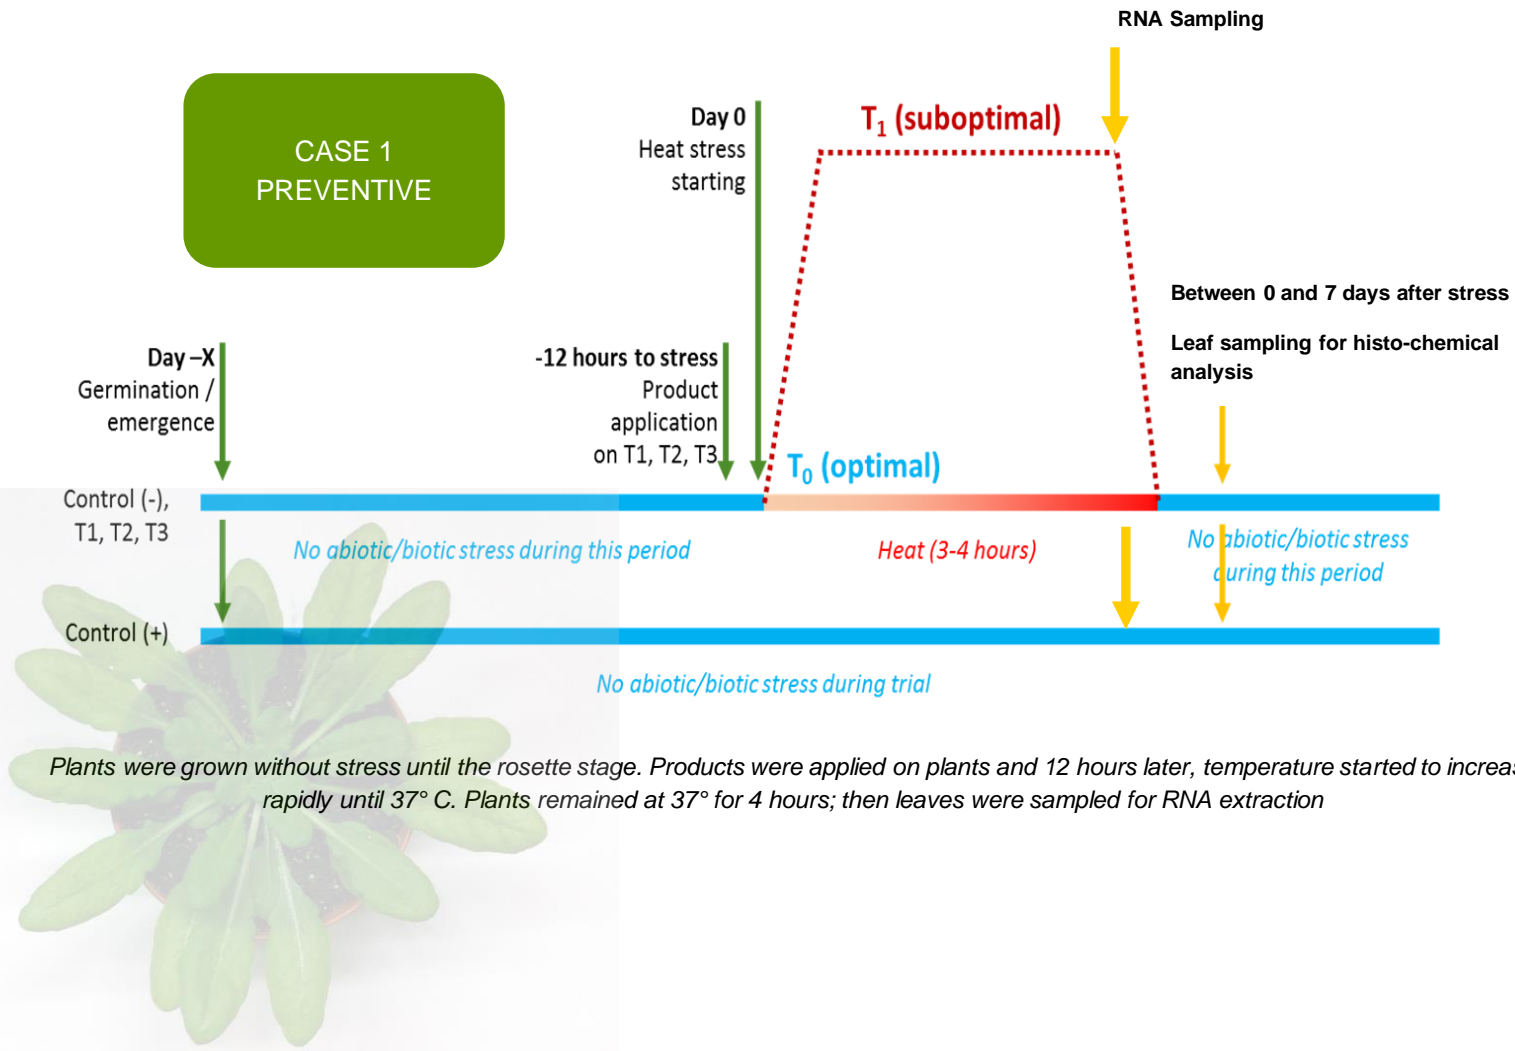 RNA Sampling
CASE 1
PREVENTIVE
Day 0
Heat stress
starting
T₁ (suboptimal)
Between 0 and 7 days after stress
Leaf sampling for histo-chemical
analysis
Day –X
Germination /
emergence
-12 hours to stress
Product
application
on T1, T2, T3
T₀ (optimal)
Control (-),
T1, T2, T3
No abiotic/biotic stress during this period
Heat (3-4 hours)
No abiotic/biotic stress
during this period
Control (+)
No abiotic/biotic stress during trial
Plants were grown without stress until the rosette stage. Products were applied on plants and 12 hours later, temperature started to increas
rapidly until 37° C. Plants remained at 37° for 4 hours; then leaves were sampled for RNA extraction